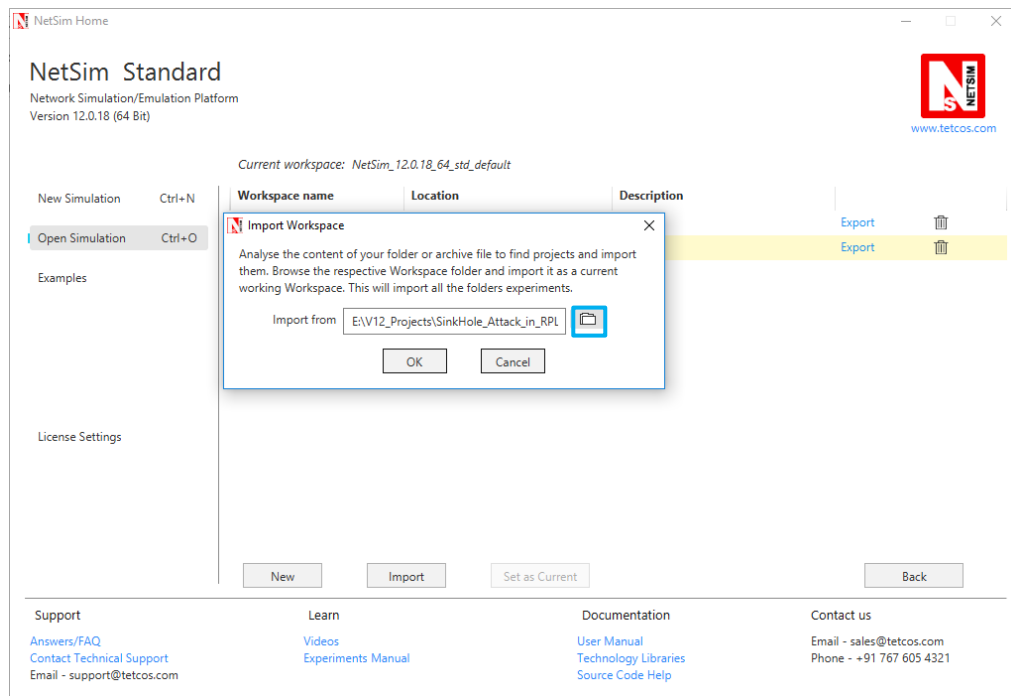 NetSim Home
NetSim Standard
Network Simulation/Emulation Platform
Version 12.0.18 (64 Bit)
NS NETSIM
www.tetcos.com
Current workspace: NetSim_12.0.18_64_std_default
New Simulation Ctrl+N
Open Simulation Ctrl+O
Examples
License Settings
Workspace name Location Description
Export
Export
Import Workspace
Analyse the content of your folder or archive file to find projects and import
them. Browse the respective Workspace folder and import it as a current
working Workspace. This will import all the folders experiments.
Import from E:\V12_Projects\SinkHole_Attack_in_RPL
OK Cancel
New Import Set as Current Back
Support
Answers/FAQ
Contact Technical Support
Email - support@tetcos.com
Learn
Videos
Experiments Manual
Documentation
User Manual
Technology Libraries
Source Code Help
Contact us
Email - sales@tetcos.com
Phone - +91 767 605 4321